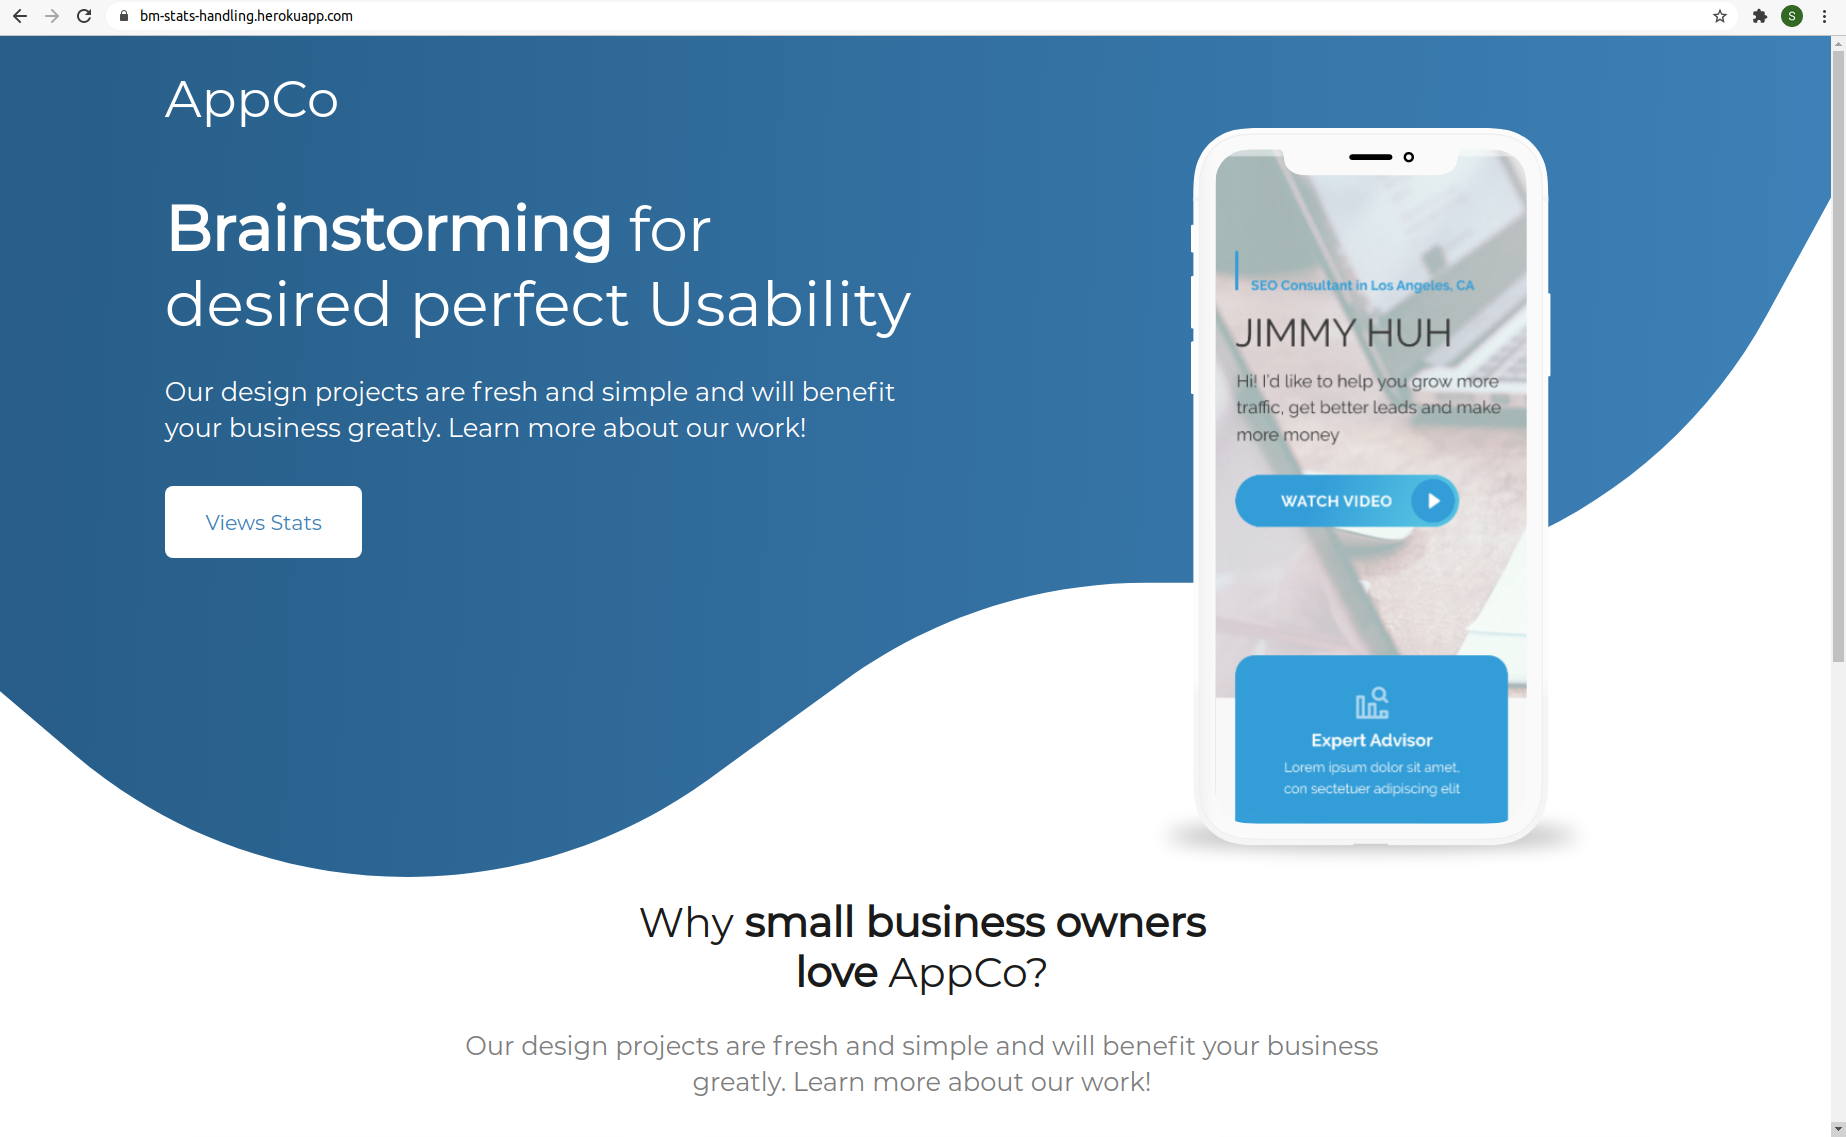 bm-stats-handling.herokuapp.com
S
AppCo
Brainstorming for
desired perfect Usability
Our design projects are fresh and simple and will benefit
your business greatly. Learn more about our work!
Views Stats
SEO Consultant in Los Angeles, CA
JIMMY HUH
Hi! I'd like to help you grow more
traffic, get better leads and make
more money
WATCH VIDEO
Expert Advisor
Lorem ipsum dolor sit amet,
con sectetuer adipiscing elit
Why small business owners
love AppCo?
Our design projects are fresh and simple and will benefit your business
greatly. Learn more about our work!